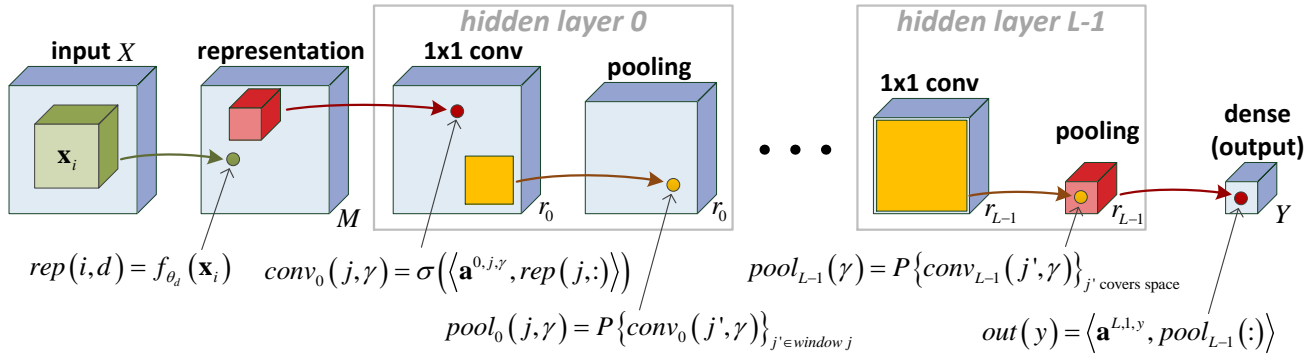 hidden layer 0
hidden layer L-1
input X
representation
1x1 conv
pooling
1x1 conv
pooling
dense
(output)
x_i
M
r_0
r_0
r_{L-1}
r_{L-1}
Y
rep(i,d) = f_{θ_d}(x_i)
conv_0(j,γ) = σ(⟨a^{0,j,γ}, rep(j,:)⟩)
pool_{L-1}(γ) = P{conv_{L-1}(j',γ)}_{j' covers space}
pool_0(j,γ) = P{conv_0(j',γ)}_{j'∈window j}
out(y) = ⟨a^{L,1,y}, pool_{L-1}(:)⟩